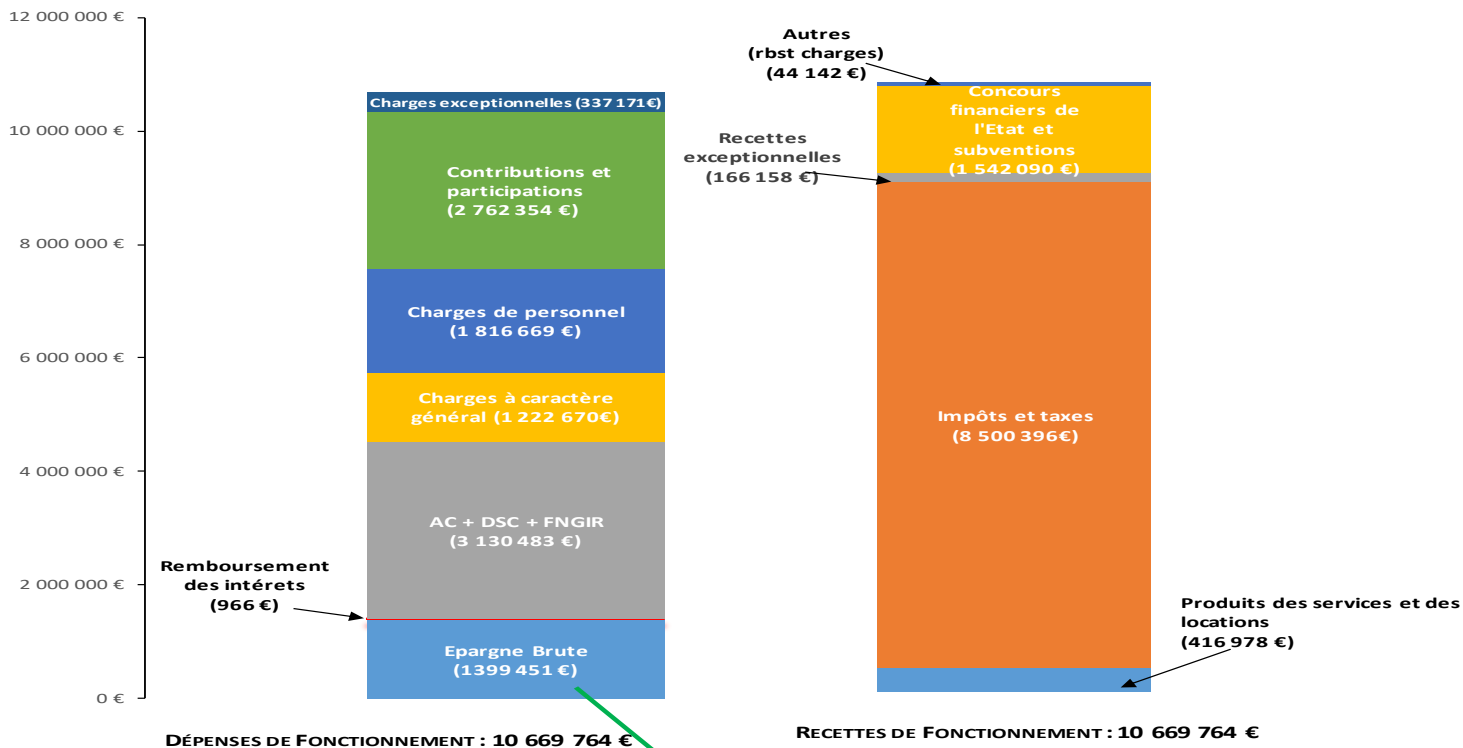 12 000 000 €
10 000 000 €
8 000 000 €
6 000 000 €
4 000 000 €
2 000 000 €
0 €
Charges exceptionnelles (337 171€)
Contributions et
participations
(2 762 354 €)
Charges de personnel
(1 816 669 €)
Charges à caractère
général (1 222 670€)
AC + DSC + FNGIR
(3 130 483 €)
Remboursement
des intérets
(966 €)
Epargne Brute
(1399 451 €)
DÉPENSES DE FONCTIONNEMENT : 10 669 764 €
Autres
(rbst charges)
(44 142 €)
Concours
financiers de
l'Etat et
subventions
(1 542 090 €)
Recettes
exceptionnelles
(166 158 €)
Impôts et taxes
(8 500 396€)
Produits des services et des
locations
(416 978 €)
RECETTES DE FONCTIONNEMENT : 10 669 764 €